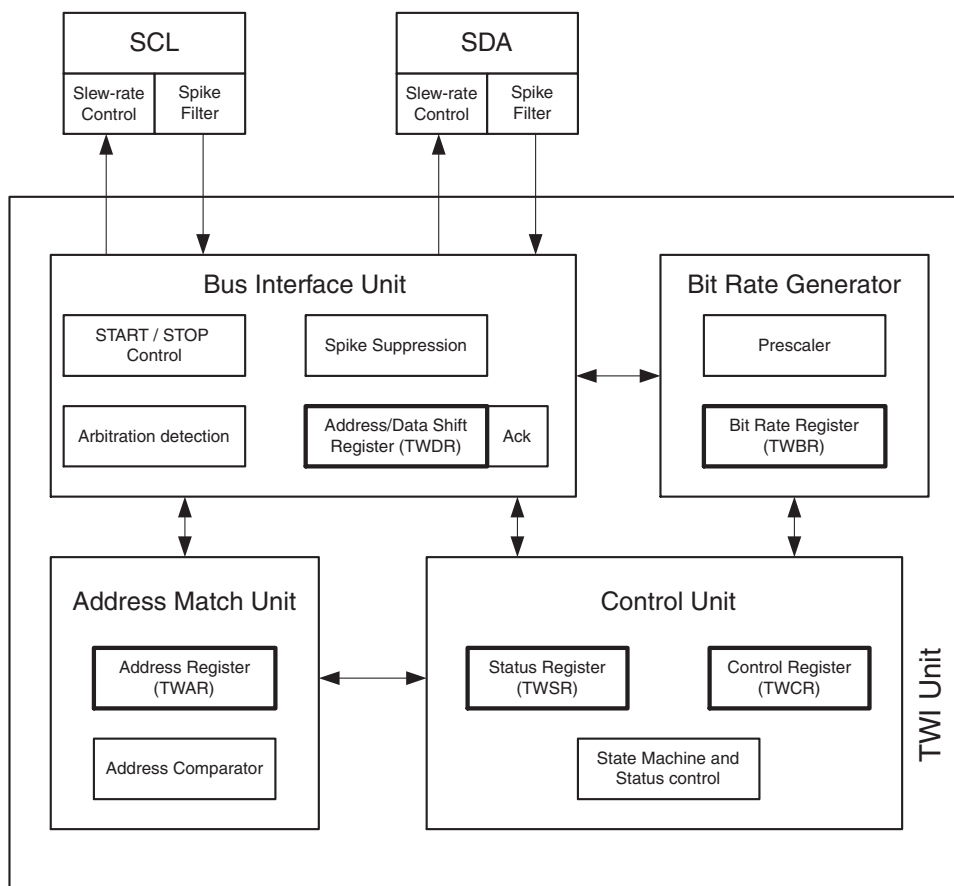 SCL
Slew-rate
Control
Spike
Filter
SDA
Slew-rate
Control
Spike
Filter
Bus Interface Unit
START / STOP
Control
Spike Suppression
Arbitration detection
Address/Data Shift
Register (TWDR)
Ack
Bit Rate Generator
Prescaler
Bit Rate Register
(TWBR)
Address Match Unit
Address Register
(TWAR)
Address Comparator
Control Unit
Status Register
(TWSR)
Control Register
(TWCR)
State Machine and
Status control
TWI Unit